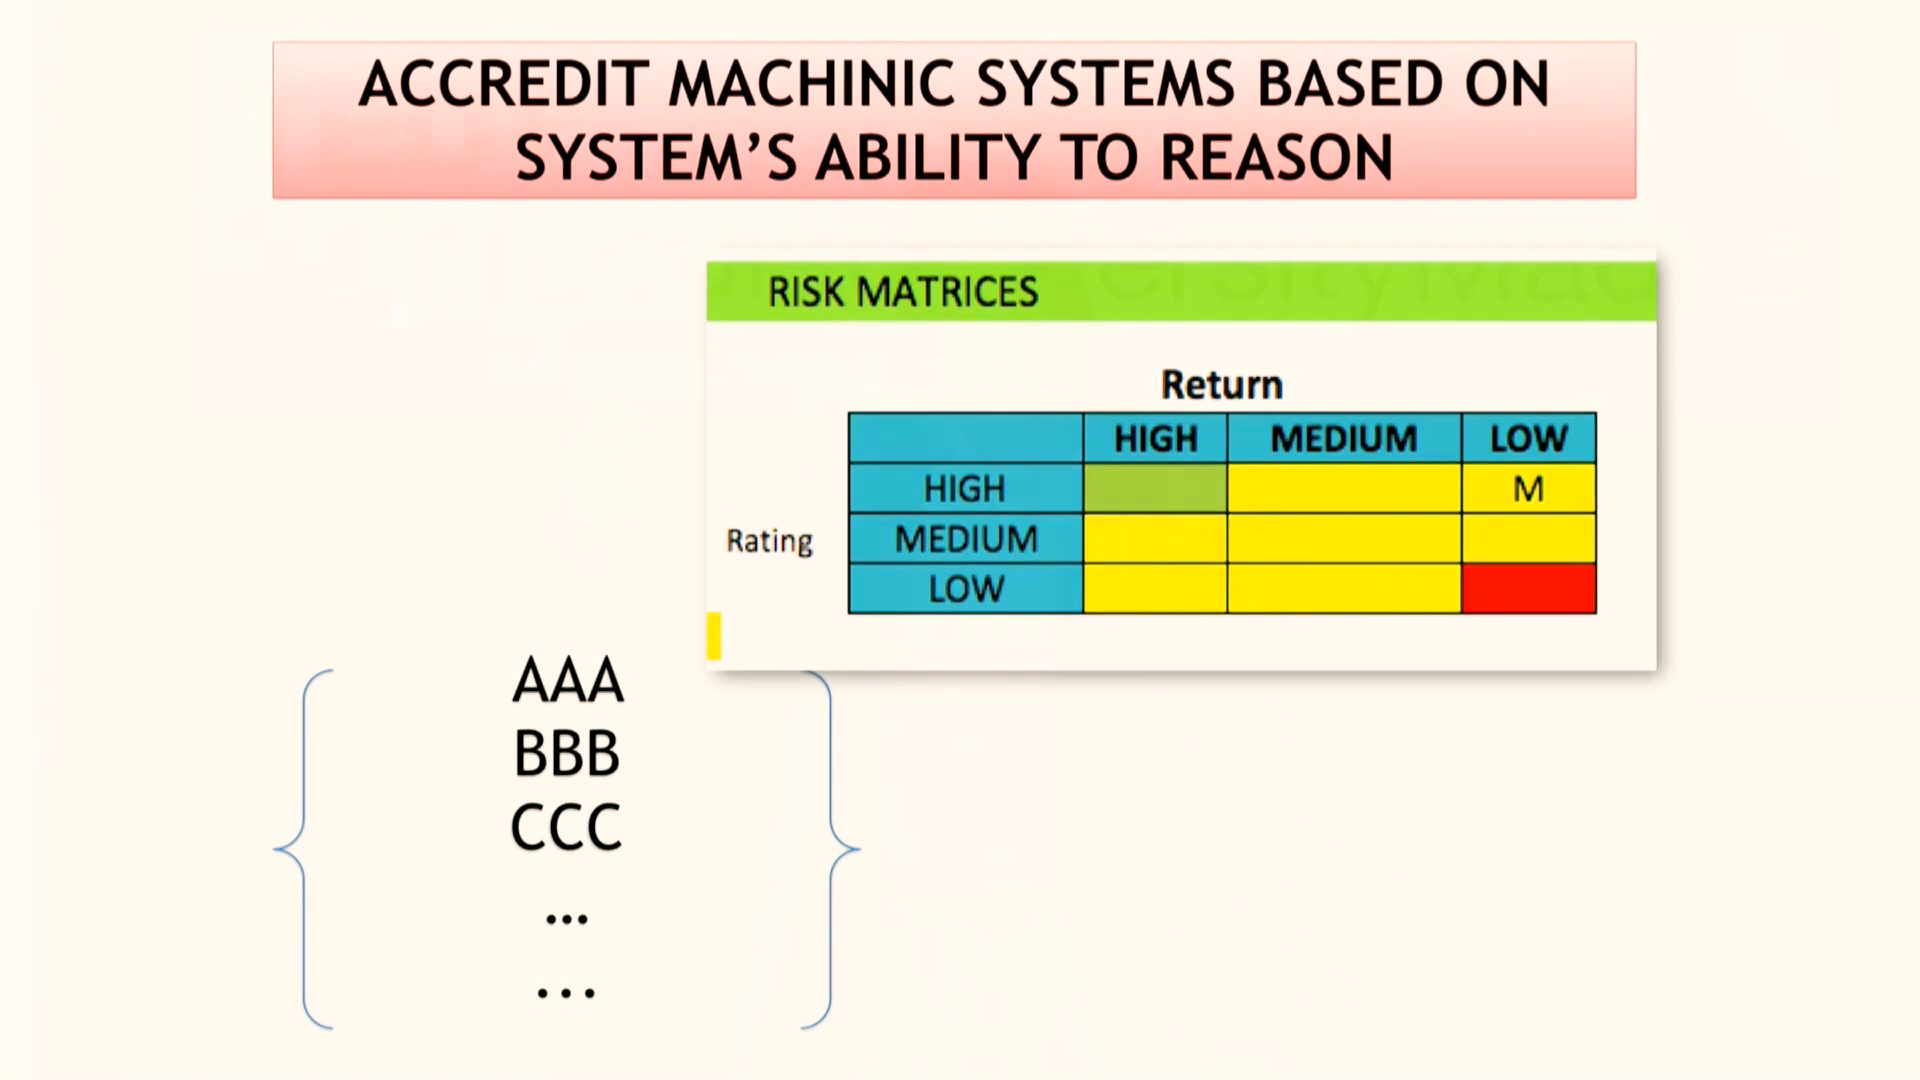 ACCREDIT MACHINIC SYSTEMS BASED ON
SYSTEM’S ABILITY TO REASON
RISK MATRICES
Return
HIGH MEDIUM LOW
HIGH M
Rating MEDIUM
LOW
AAA
BBB
CCC
...
...